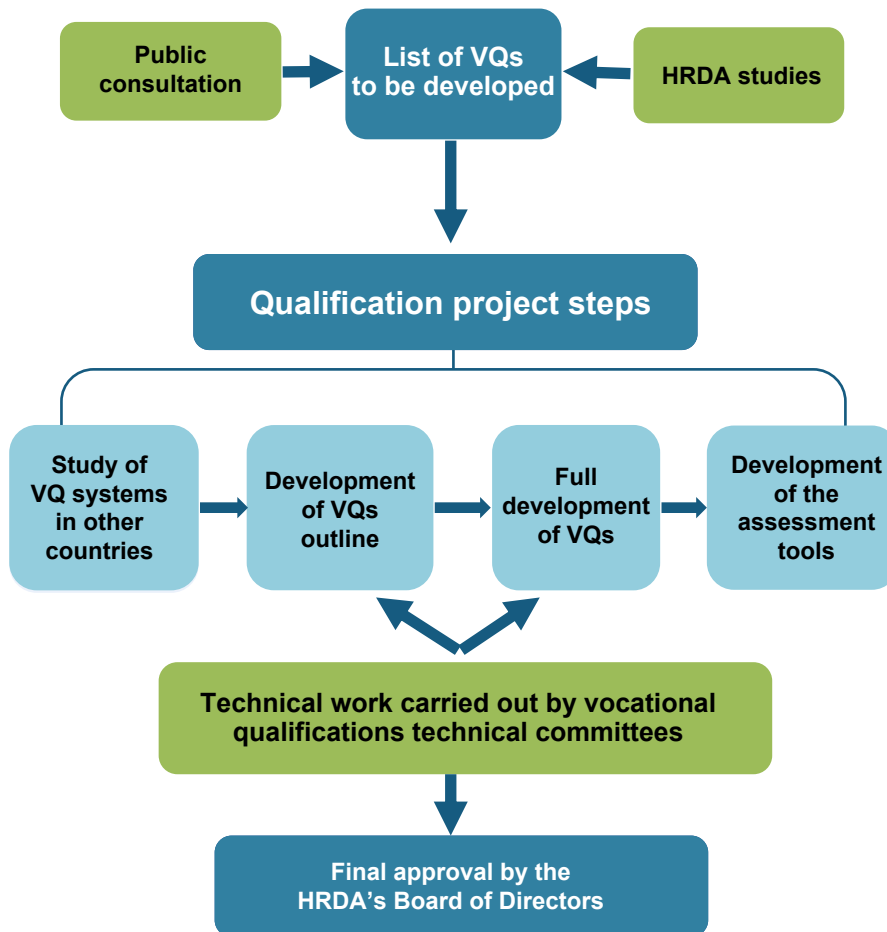 Public
consultation
List of VQs
to be developed
HRDA studies
Qualification project steps
Study of
VQ systems
in other
countries
Development
of VQs
outline
Full
development
of VQs
Development
of the
assessment
tools
Technical work carried out by vocational
qualifications technical committees
Final approval by the
HRDA’s Board of Directors